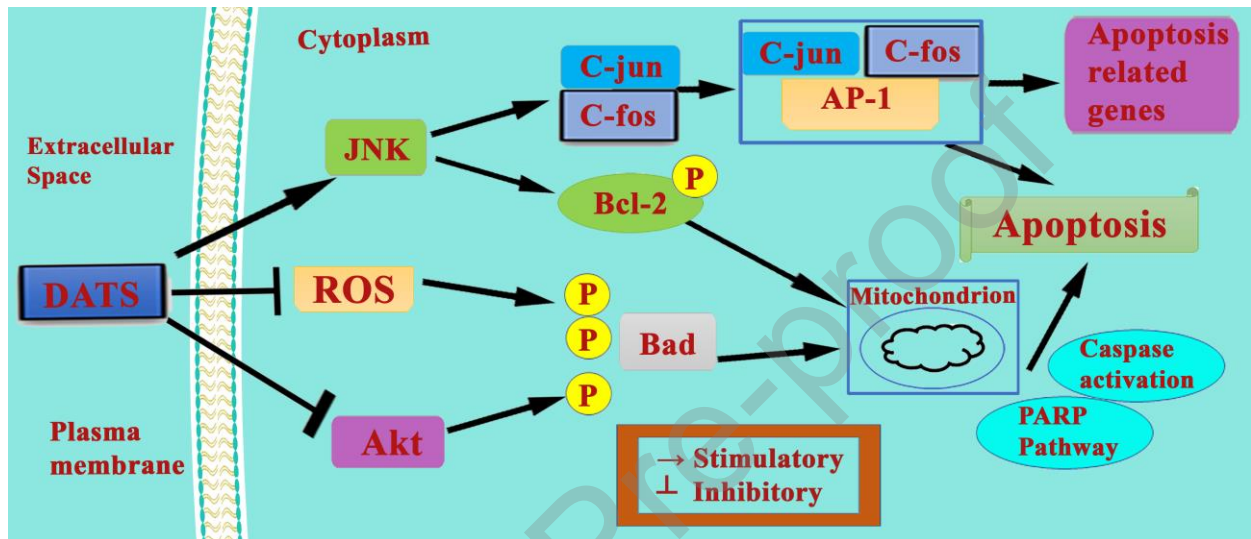 Cytoplasm
Extracellular
Space
Plasma
membrane
DATS
JNK
ROS
Akt
C-jun
C-fos
C-jun
C-fos
AP-1
Apoptosis
related
genes
Bcl-2
P
P
P
P
Bad
Mitochondrion
Apoptosis
Caspase
activation
PARP
Pathway
→ Stimulatory
⊥ Inhibitory
Pre-proof